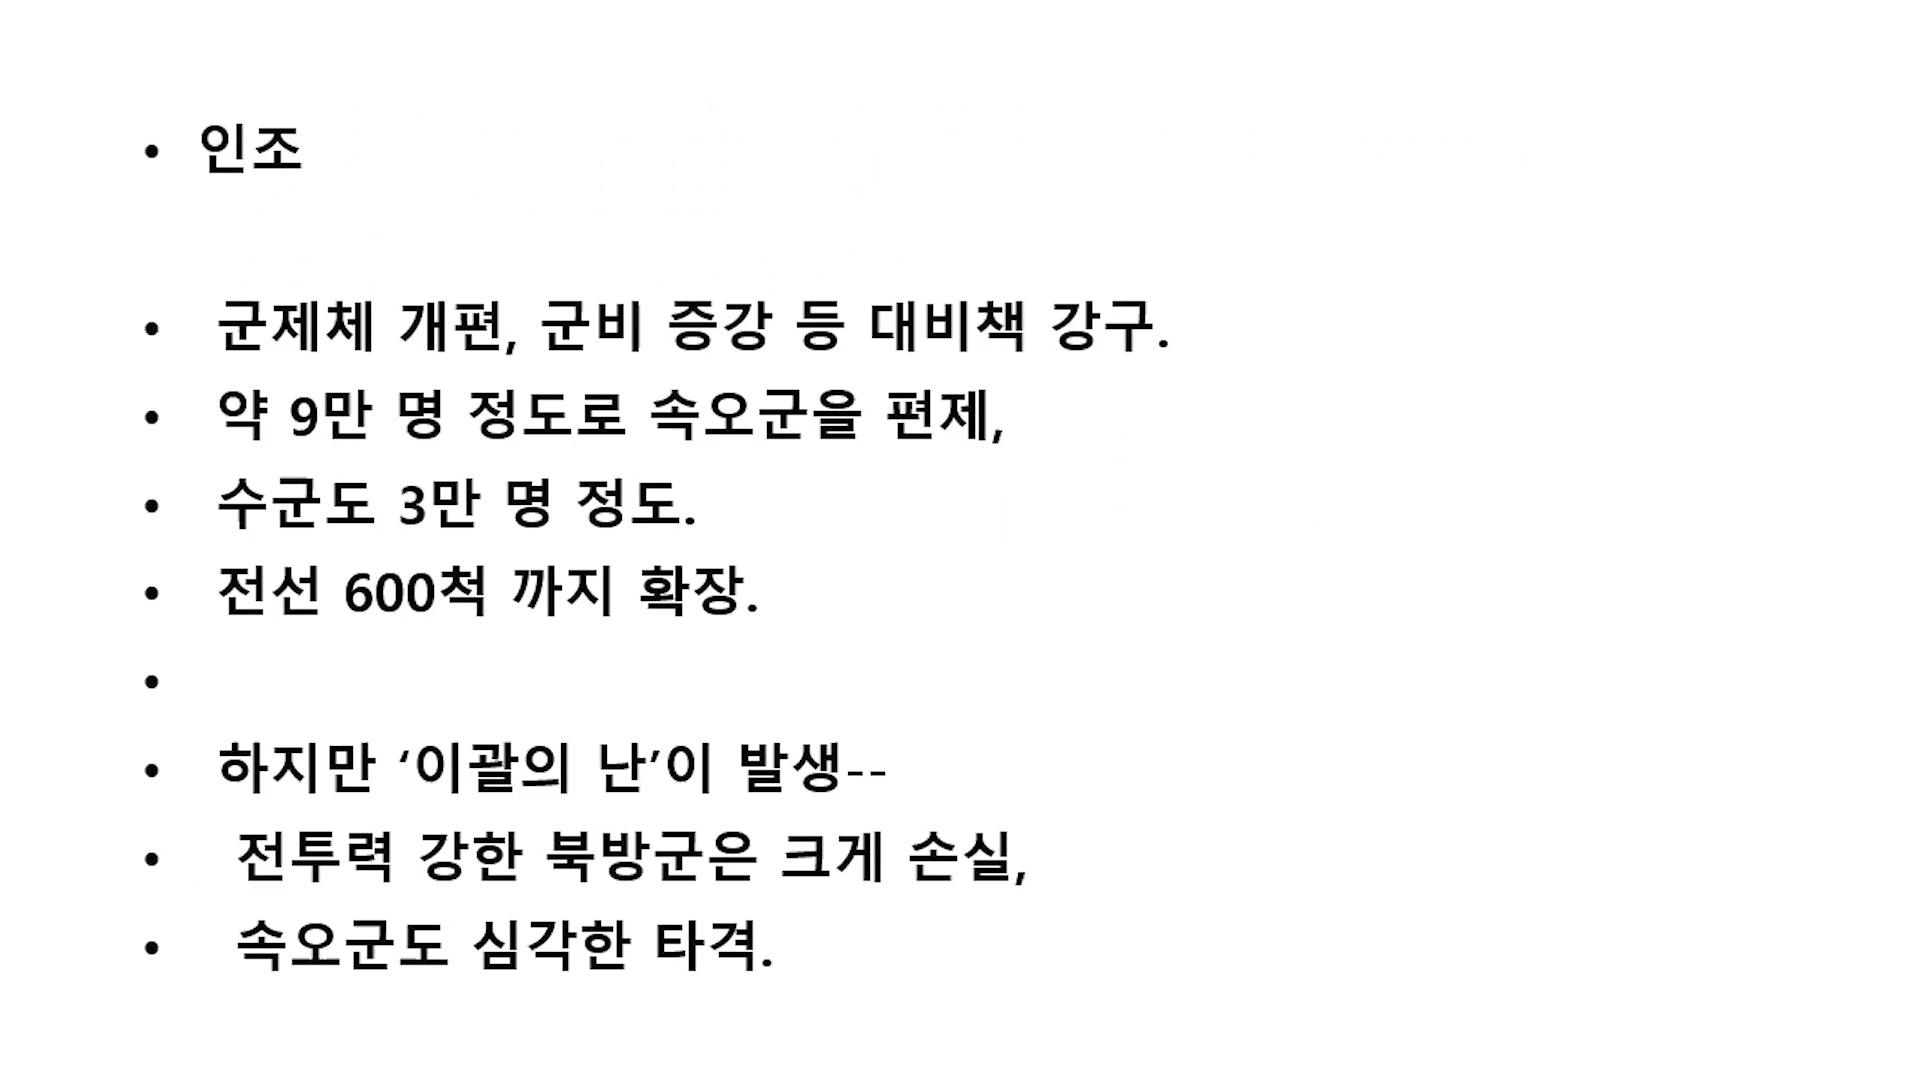 • 인조
• 군제체 개편, 군비 증강 등 대비책 강구.
• 약 9만 명 정도로 속오군을 편제,
• 수군도 3만 명 정도.
• 전선 600척 까지 확장.
•
• 하지만 ‘이괄의 난’이 발생--
• 전투력 강한 북방군은 크게 손실,
• 속오군도 심각한 타격.